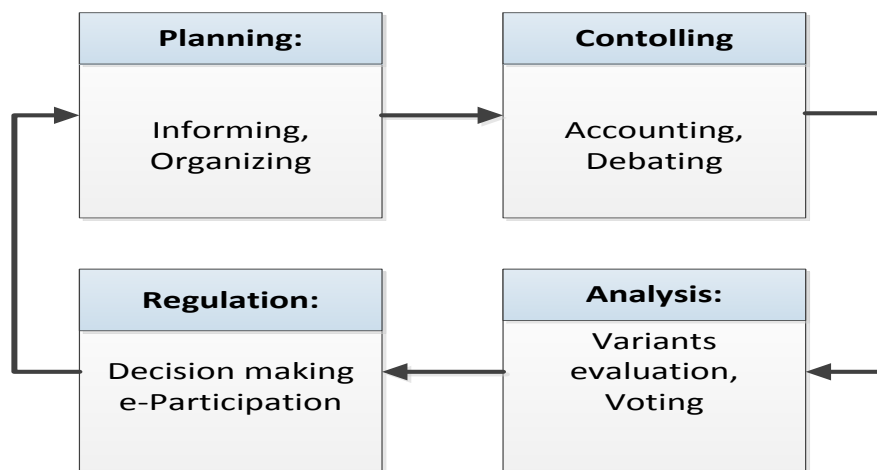 Planning:
Informing,
Organizing
Contolling
Accounting,
Debating
Regulation:
Decision making
e-Participation
Analysis:
Variants
evaluation,
Voting